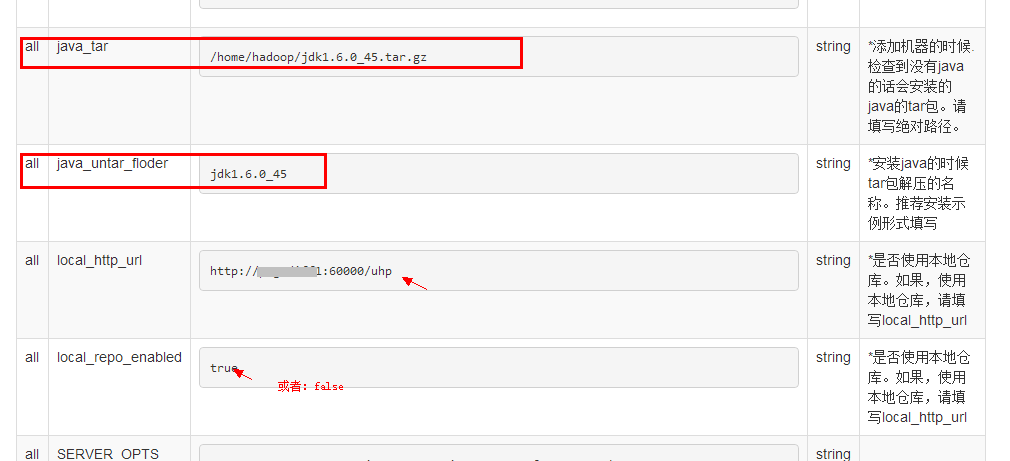 all java_tar /home/hadoop/jdk1.6.0_45.tar.gz string *添加机器的时候.
检查到没有java
的话会安装的
java的tar包。请
填写绝对路径。
all java_untar_floder jdk1.6.0_45 string *安装java的时候
tar包解压的名
称。推荐安装示
例形式填写
all local_http_url http:// 1:60000/uhp string *是否使用本地仓
库。如果，使用
本地仓库，请填
写local_http_url
all local_repo_enabled true string *是否使用本地仓
或者：false
库。如果，使用
本地仓库，请填
写local_http_url
all SERVER_OPTS string